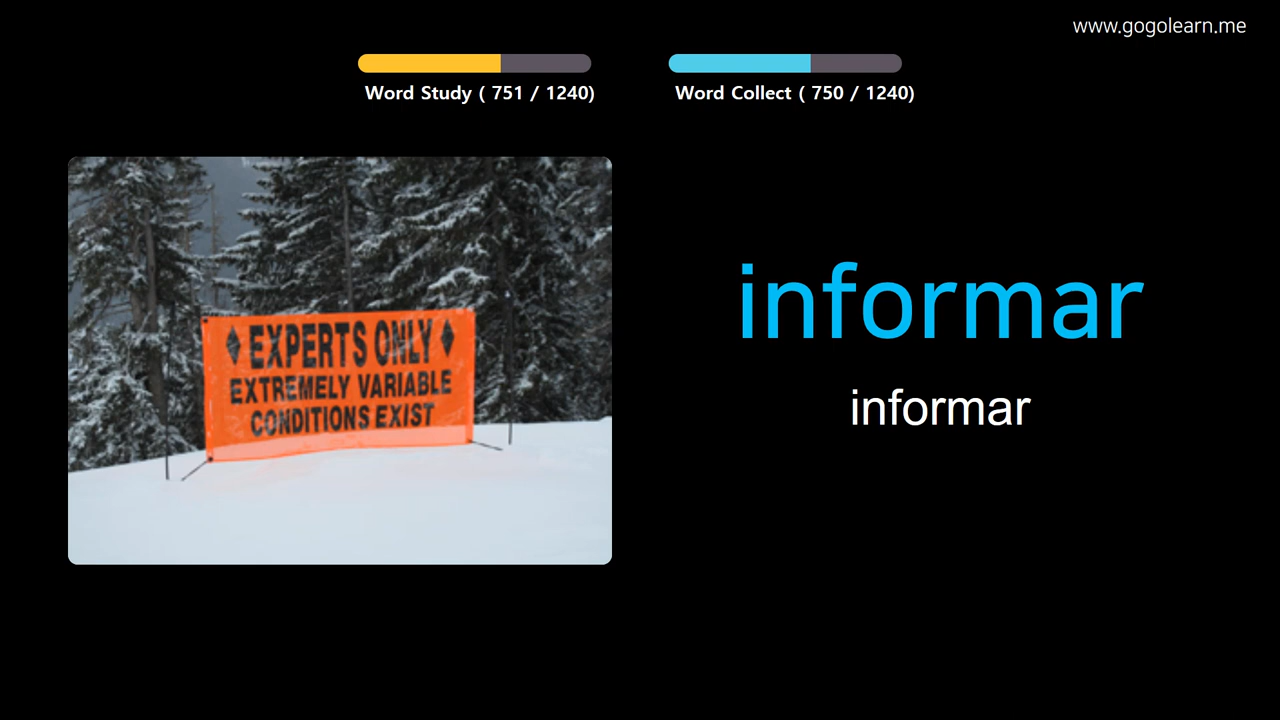 www.gogolearn.me
Word Study ( 751 / 1240)
Word Collect ( 750 / 1240)
EXPERTS ONLY
EXTREMELY VARIABLE
CONDITIONS EXIST
informar
informar